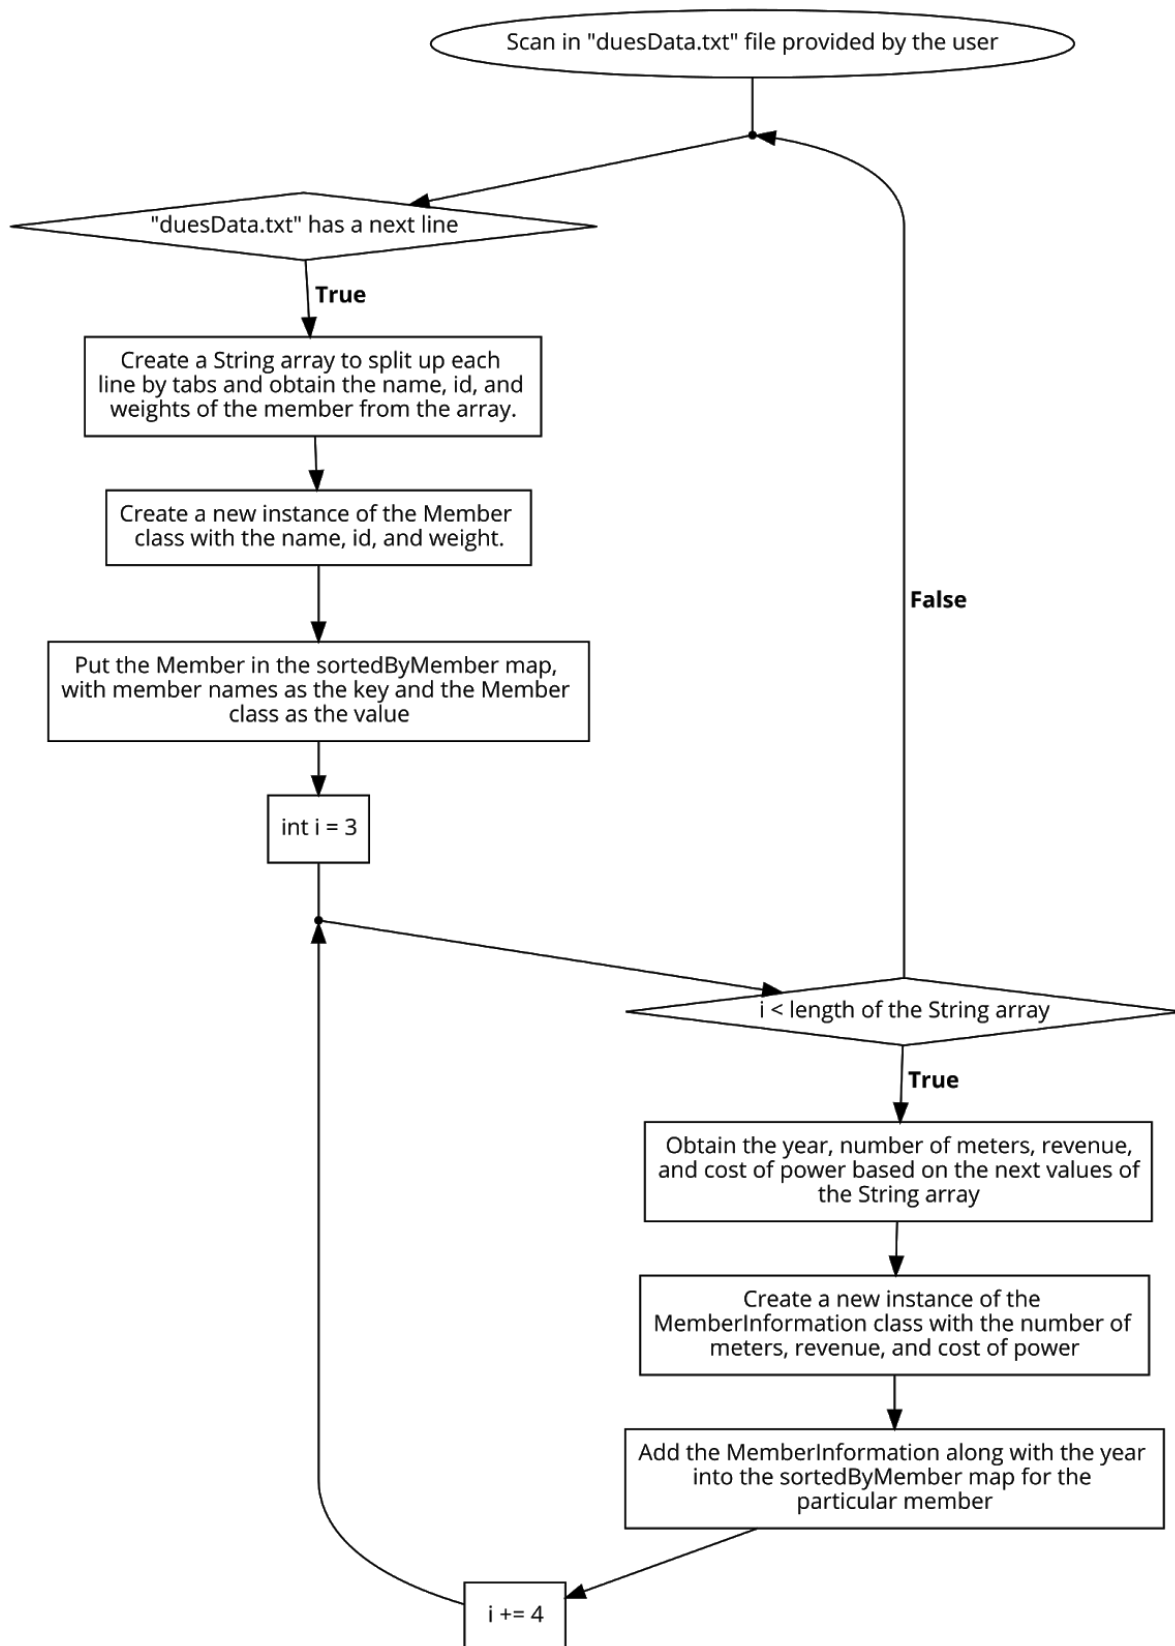 Scan in "duesData.txt" file provided by the user
"duesData.txt" has a next line
True
Create a String array to split up each
line by tabs and obtain the name, id, and
weights of the member from the array.
Create a new instance of the Member
class with the name, id, and weight.
False
Put the Member in the sortedByMember map,
with member names as the key and the Member
class as the value
int i = 3
i < length of the String array
True
Obtain the year, number of meters, revenue,
and cost of power based on the next values of
the String array
Create a new instance of the
MemberInformation class with the number of
meters, revenue, and cost of power
Add the MemberInformation along with the year
into the sortedByMember map for the
particular member
i += 4